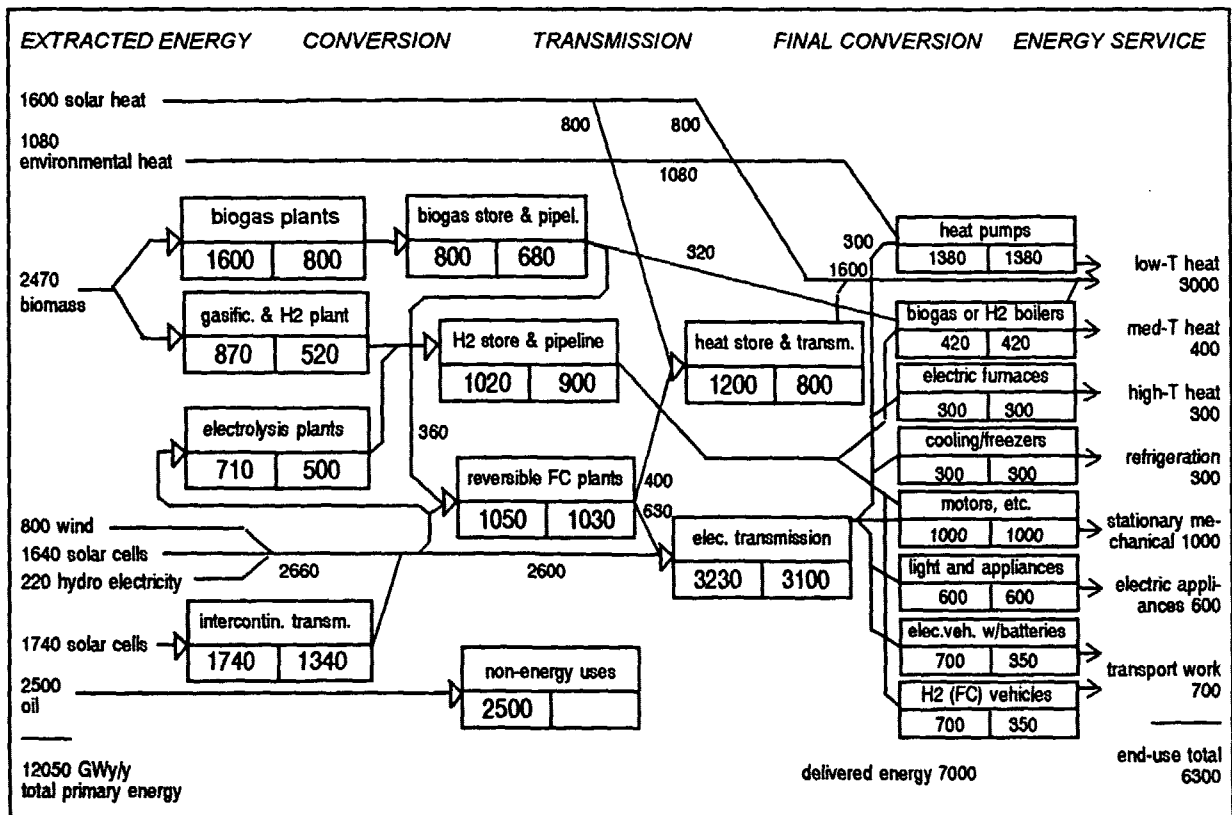 EXTRACTED ENERGY CONVERSION TRANSMISSION FINAL CONVERSION ENERGY SERVICE
1600 solar heat
800
800
1080
environmental heat
1080
biogas plants
1600 800
biogas store & pipel.
800 680
320
300
1600
heat pumps
1380 1380
low-T heat
3000
2470
biomass
gasific. & H2 plant
870 520
H2 store & pipeline
1020 900
heat store & transm.
1200 800
biogas or H2 boilers
420 420
med-T heat
400
electric furnaces
300 300
high-T heat
300
electrolysis plants
710 500
360
cooling/freezers
300 300
refrigeration
300
reversible FC plants
1050 1030
400
630
motors, etc.
1000 1000
stationary me-
chanical 1000
800 wind
1640 solar cells
220 hydro electricity
2660
2600
elec. transmission
3230 3100
light and appliances
600 600
electric appli-
ances 600
intercontin. transm.
1740 1340
1740 solar cells
elec.veh. w/batteries
700 350
transport work
700
2500
oil
non-energy uses
2500
H2 (FC) vehicles
700 350
12050 GWy/y
total primary energy
delivered energy 7000
end-use total
6300